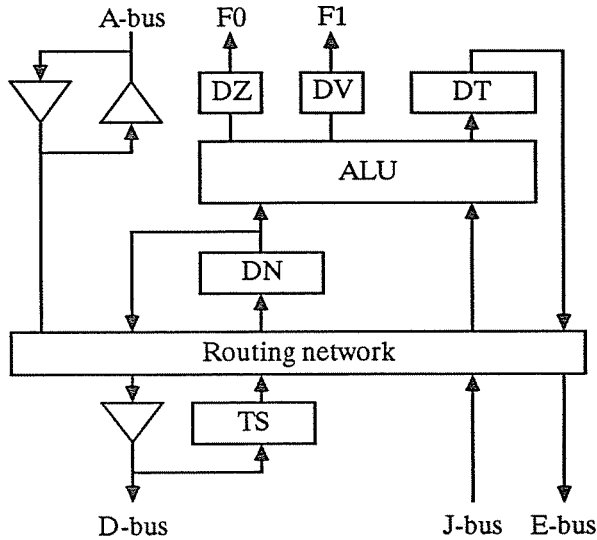 A-bus
F0
F1
DZ
DV
DT
ALU
DN
Routing network
TS
D-bus
J-bus
E-bus